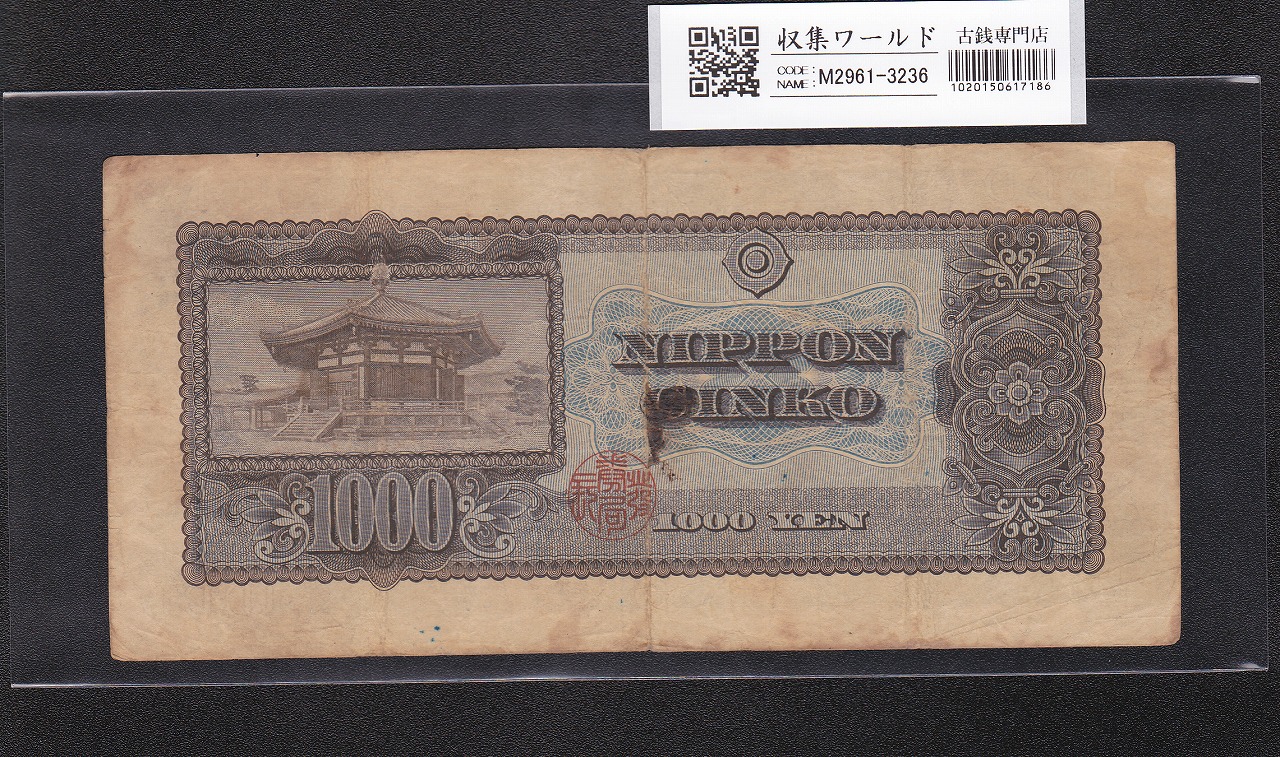 収集ワールド
古銭専門店
CODE:
NAME:
M2961-3236
1020150617186
NIPPON
GINKO
1000
1000 YEN